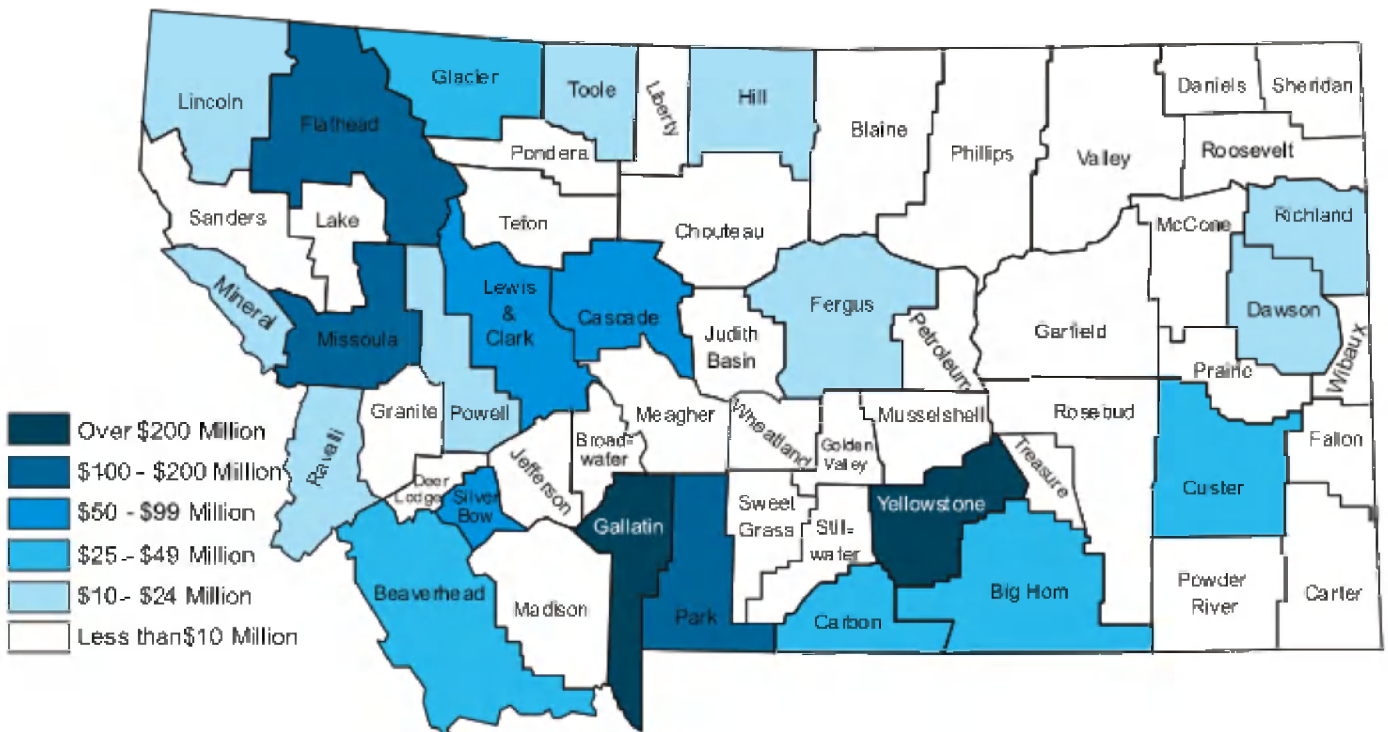 Lincoln
Flathead
Glacier
Toole
Liberty
Hill
Blaine
Phillips
Valley
Daniels
Sheridan
Roosevelt
Pondera
Sanders
Lake
Teton
Chouteau
McCone
Richland
Mineral
Missoula
Lewis
&
Clark
Cascade
Judith
Basin
Fergus
Petroleum
Garfield
Dawson
Prairie
Wibaux
Ravalli
Granite
Powell
Deer
Lodge
Silver
Bow
Jefferson
Broad-
water
Meagher
Wheatland
Golden
Valley
Musselshell
Treasure
Rosebud
Custer
Fallon
Beaverhead
Madison
Gallatin
Park
Sweet
Grass
Still-
water
Yellowstone
Carbon
Big Horn
Powder
River
Carter
Over $200 Million
$100 - $200 Million
$50 - $99 Million
$25 - $49 Million
$10 - $24 Million
Less than$10 Million